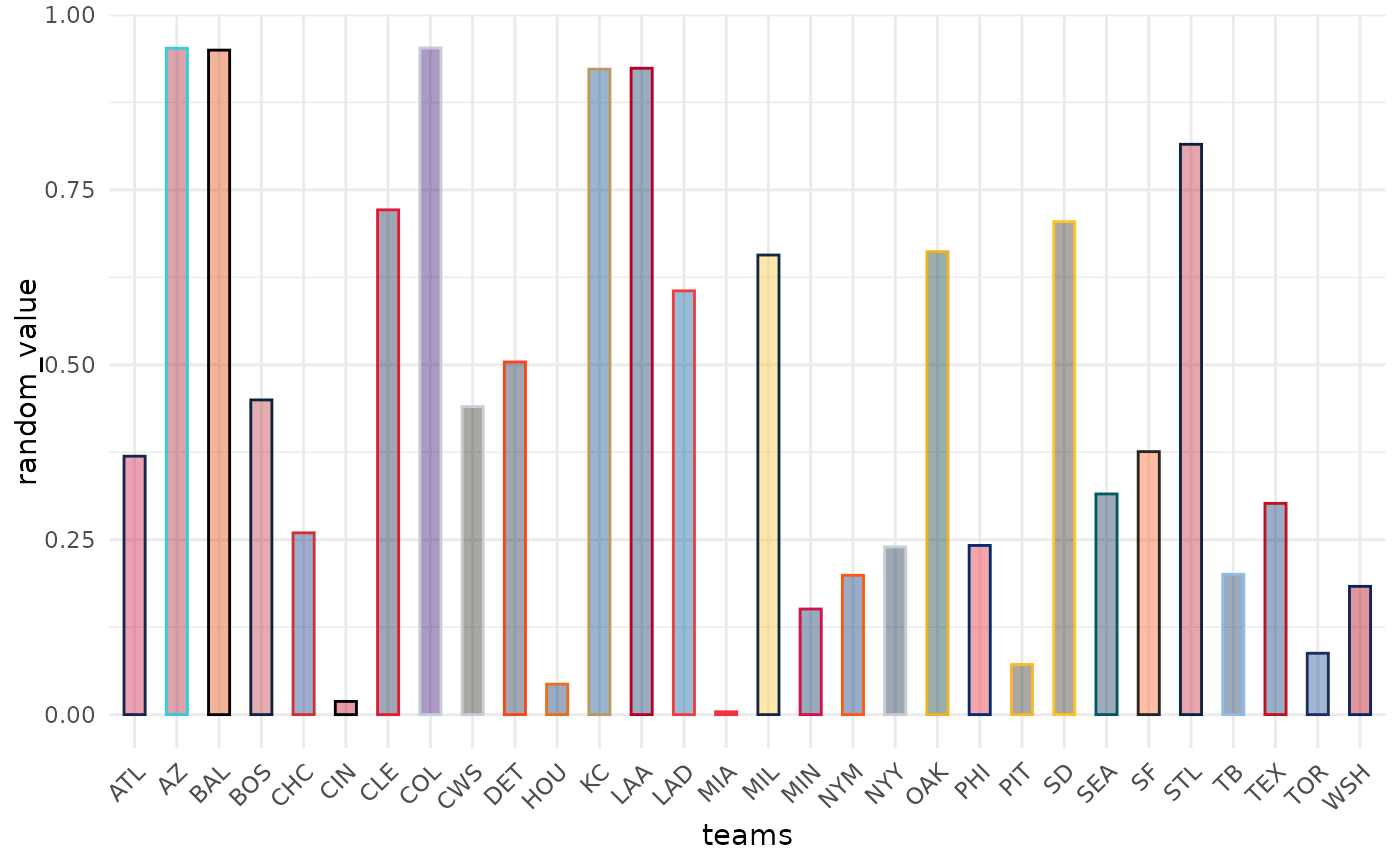 1.00
0.75
0.50
0.25
0.00
random_value
ATL AZ BAL BOS CHC CIN CLE COL CWS DET HOU KC LAA LAD MIA MIL MIN NYM NYY OAK PHI PIT SD SEA SF STL TB TEX TOR WSH
teams